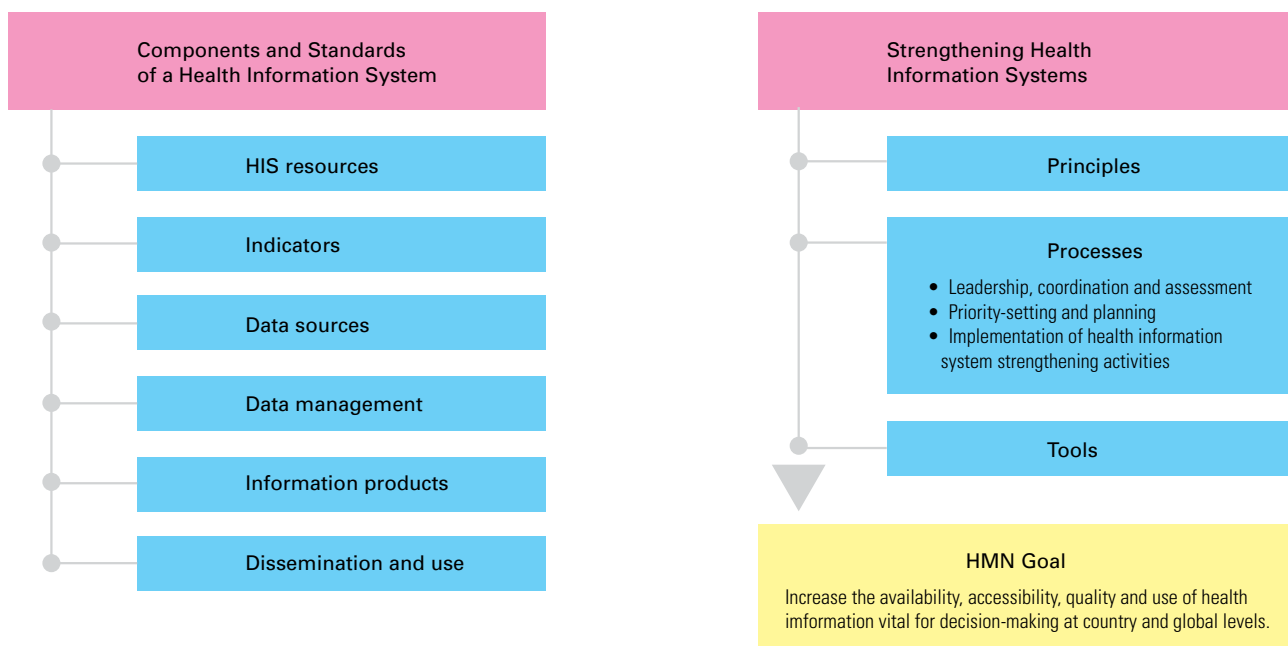 Components and Standards
of a Health Information System
HIS resources
Indicators
Data sources
Data management
Information products
Dissemination and use
Strengthening Health
Information Systems
Principles
Processes
• Leadership, coordination and assessment
• Priority-setting and planning
• Implementation of health information
system strengthening activities
Tools
HMN Goal
Increase the availability, accessibility, quality and use of health
imformation vital for decision-making at country and global levels.